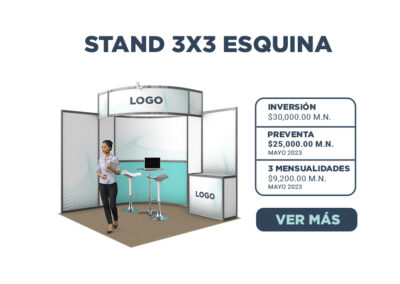 STAND 3X3 ESQUINA
LOGO
LOGO
INVERSIÓN
$30,000.00 M.N.
PREVENTA
$25,000.00 M.N.
MAYO 2023
3 MENSUALIDADES
$9,200.00 M.N.
MAYO 2023
VER MÁS